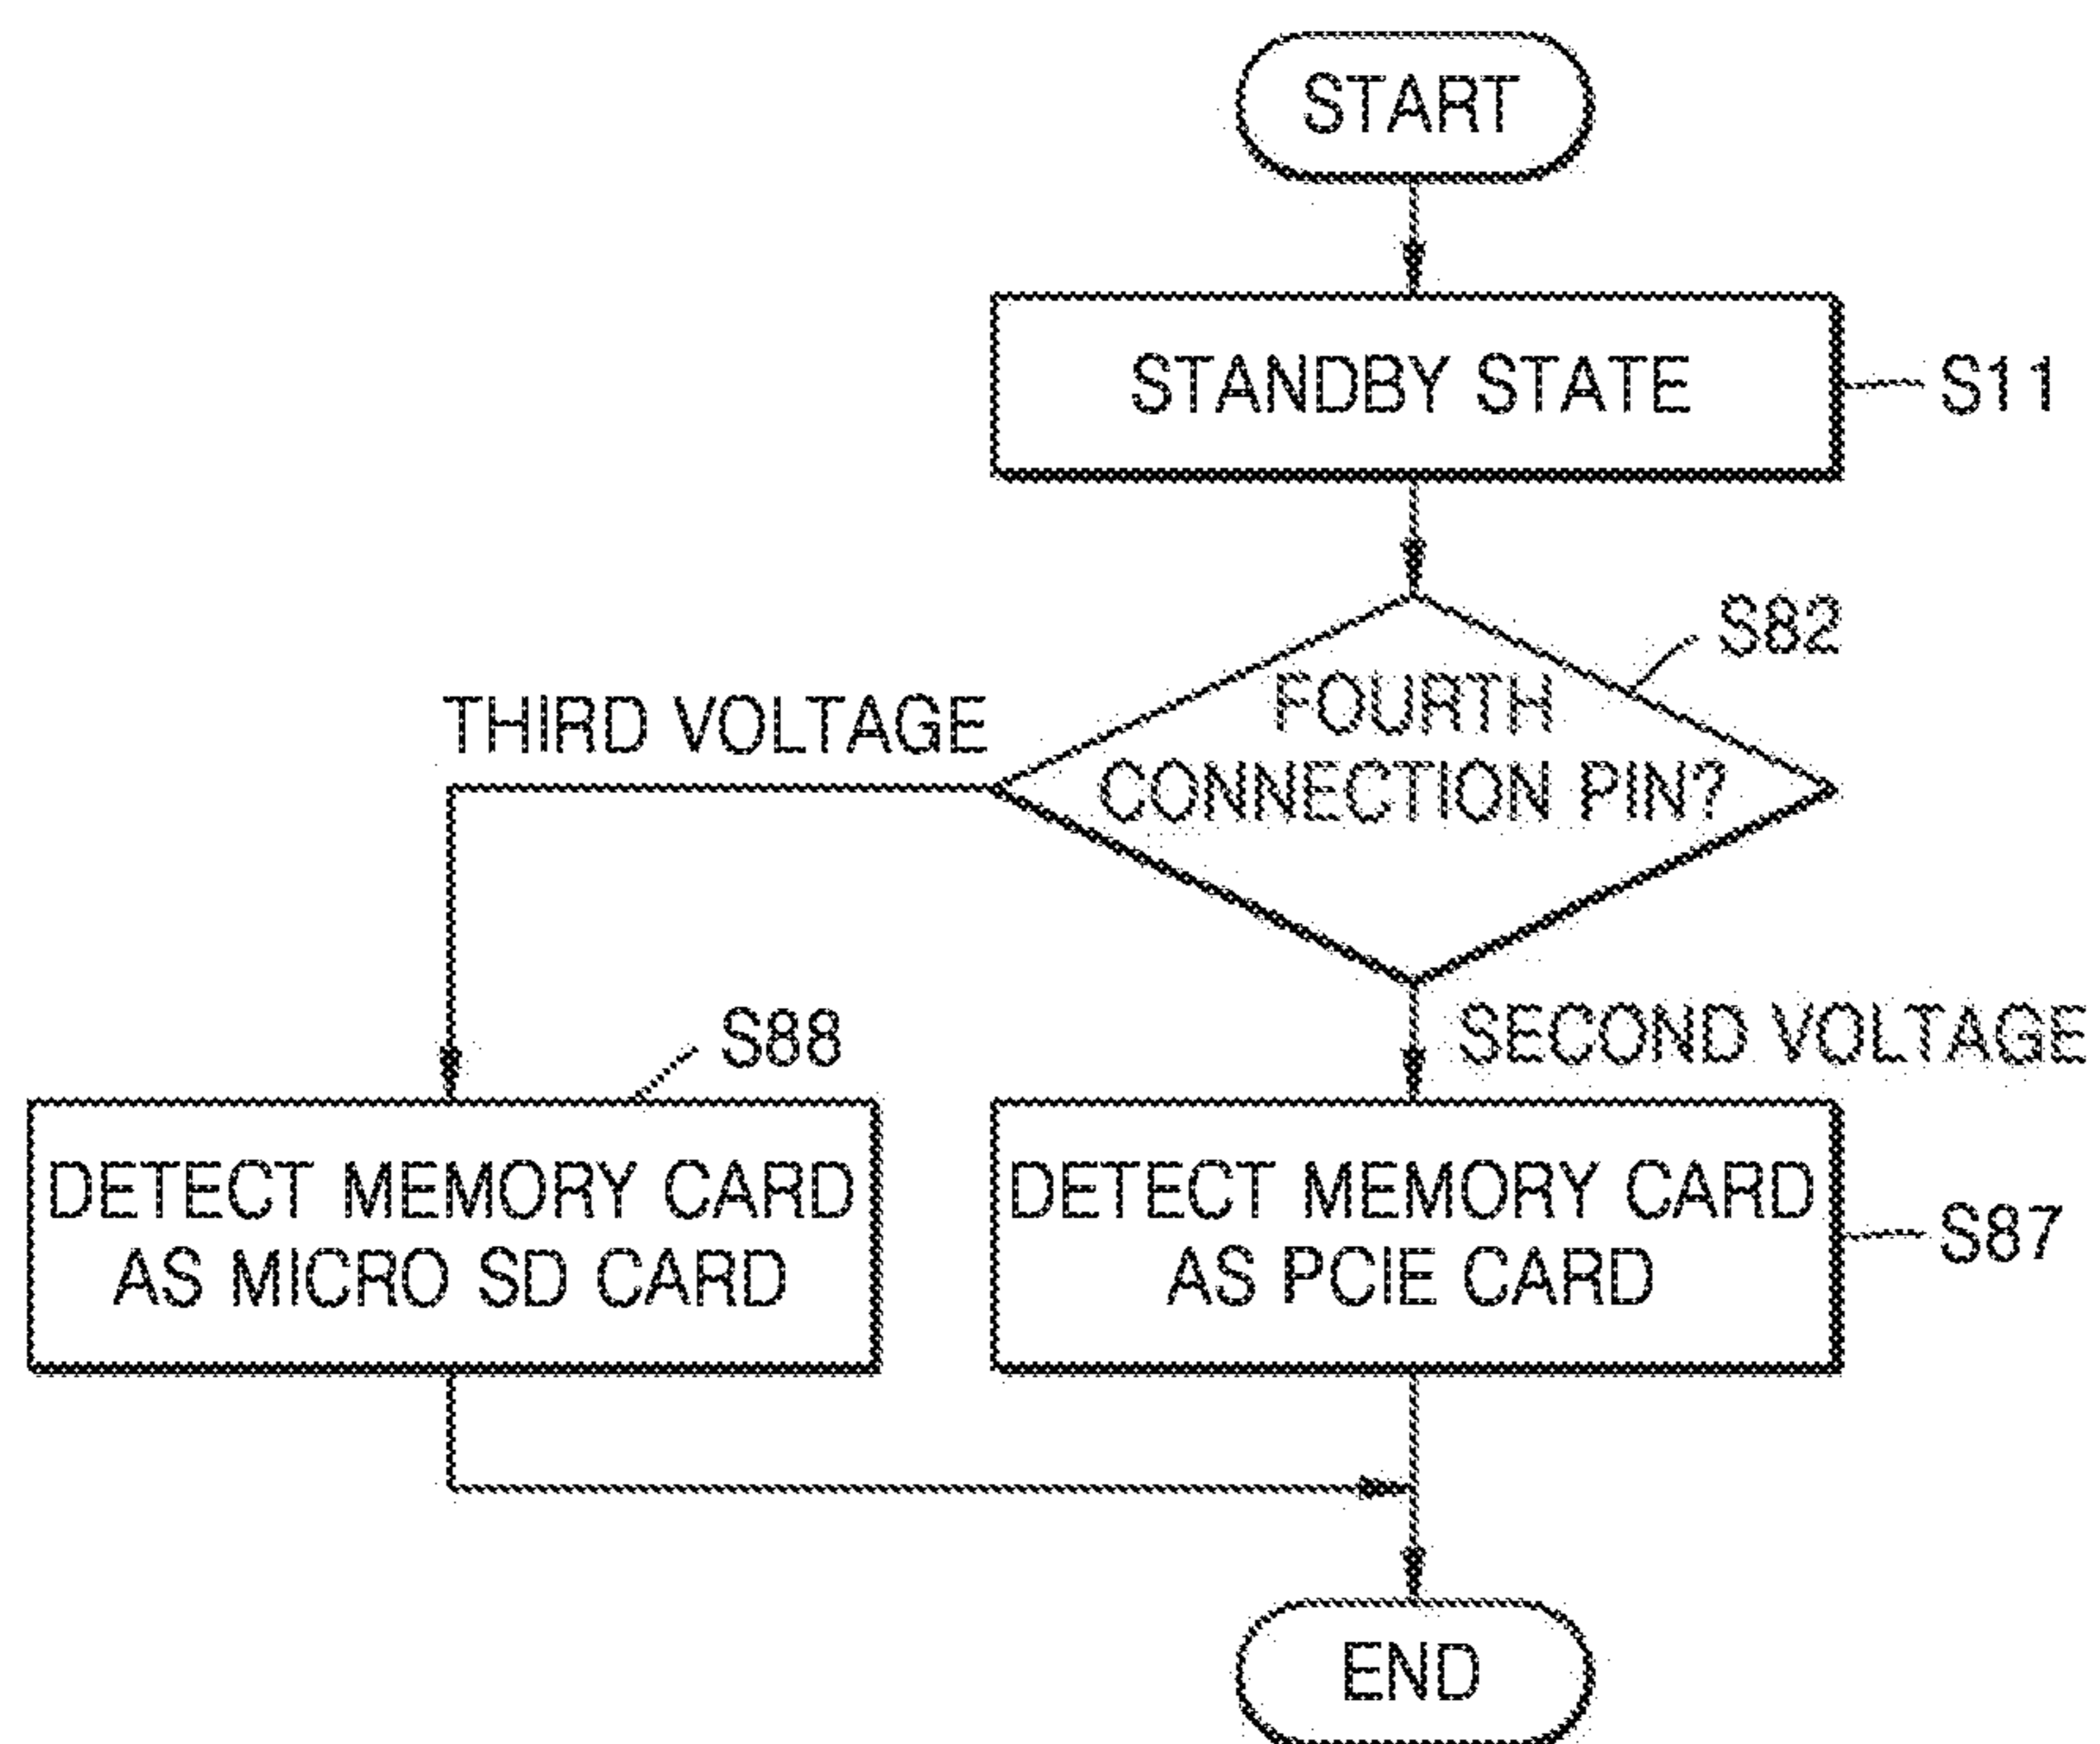 START
STANDBY STATE
S11
S82
FOURTH
CONNECTION PIN?
THIRD VOLTAGE
SECOND VOLTAGE
S88
DETECT MEMORY CARD
AS MICRO SD CARD
DETECT MEMORY CARD
AS PCIE CARD
S87
END